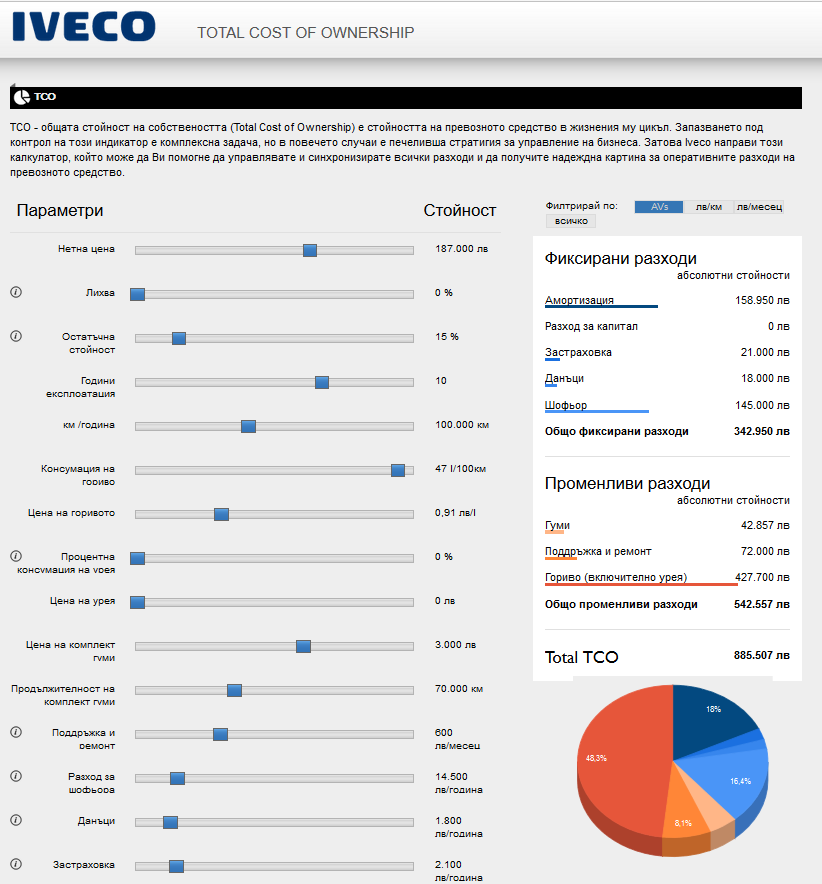 IVECO
TOTAL COST OF OWNERSHIP
TCO
TCO - общата стойност на собствеността (Total Cost of Ownership) е стойността на превозното средство в жизнения му цикъл. Запазването под
контрол на този индикатор е комплексна задача, но в повечето случаи е печеливша стратигия за управление на бизнеса. Затова Iveco направи този
калкулатор, който може да Ви помогне да управлявате и синхронизирате всички разходи и да получите надеждна картина за оперативните разходи на
превозното средство.
Параметри
Стойност
Нетна цена
187.000 лв
Лихва
0 %
Остатъчна
стойност
15 %
Години
експлоатация
10
км /година
100.000 км
Консумация на
гориво
47 l/100км
Цена на горивото
0,91 лв/l
Процентна
консумация на урея
0 %
Цена на урея
0 лв
Цена на комплект
гуми
3.000 лв
Продължителност на
комплект гуми
70.000 км
Поддръжка и
ремонт
600
лв/месец
Разход за
шофьора
14.500
лв/година
Данъци
1.800
лв/година
Застраховка
2.100
лв/година
Филтрирай по:
AVs
лв/км
лв/месец
всичко
Фиксирани разходи
абсолютни стойности
Амортизация 158.950 лв
Разход за капитал 0 лв
Застраховка 21.000 лв
Данъци 18.000 лв
Шофьор 145.000 лв
Общо фиксирани разходи 342.950 лв
Променливи разходи
абсолютни стойности
Гуми 42.857 лв
Поддръжка и ремонт 72.000 лв
Гориво (включително урея) 427.700 лв
Общо променливи разходи 542.557 лв
Total TCO 885.507 лв
18%
48,3%
16,4%
8,1%